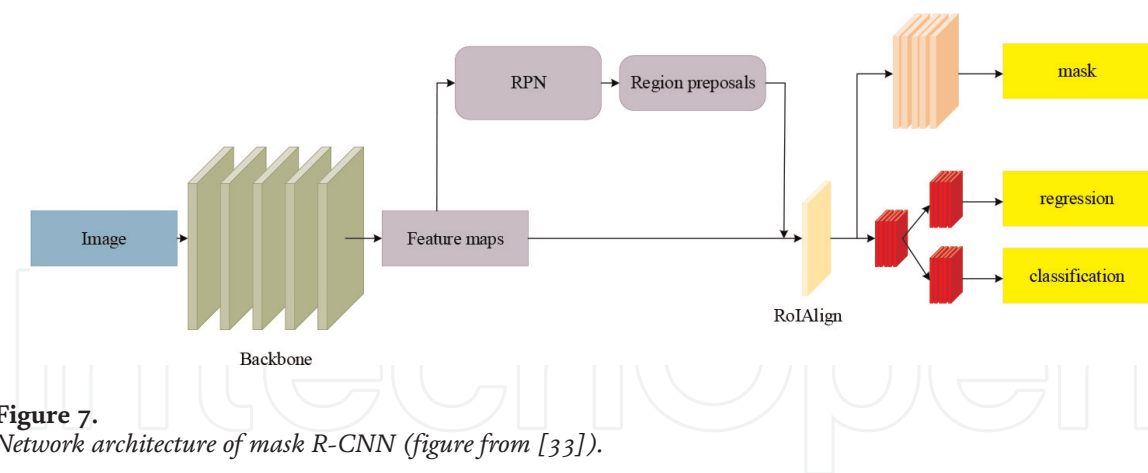 RPN
Region preposals
mask
Image
Feature maps
regression
classification
RoIAlign
Backbone
Intechopen
Figure 7.
Network architecture of mask R-CNN (figure from [33]).